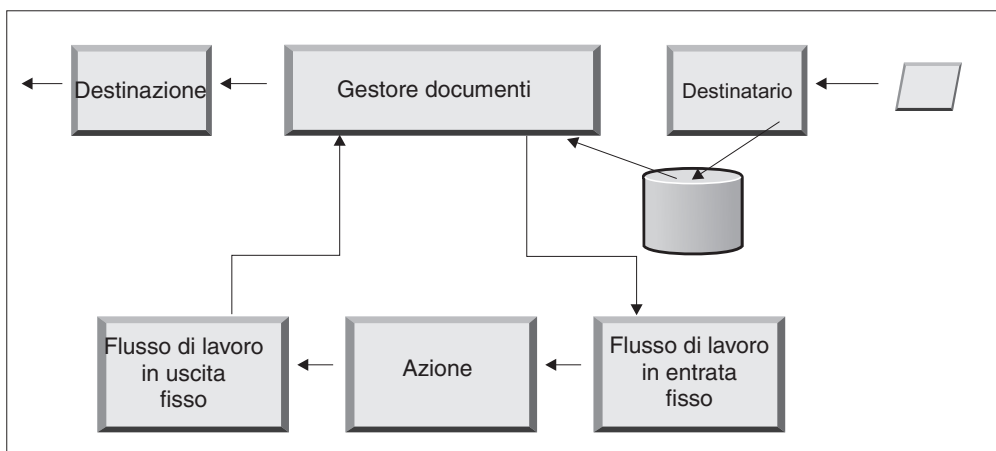 Destinazione
Gestore documenti
Destinatario
Flusso di lavoro
in uscita
fisso
Azione
Flusso di lavoro
in entrata
fisso